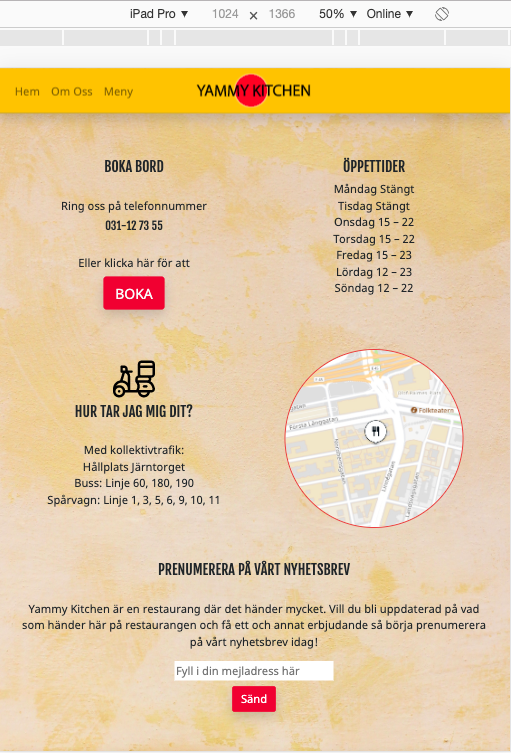 iPad Pro ▼ 1024 × 1366 50% ▼ Online ▼
Hem Om Oss Meny
YAMMY KITCHEN
BOKA BORD
Ring oss på telefonnummer
031-12 73 55
Eller klicka här för att
BOKA
ÖPPETTIDER
Måndag Stängt
Tisdag Stängt
Onsdag 15 – 22
Torsdag 15 – 22
Fredag 15 – 23
Lördag 12 – 23
Söndag 12 – 22
HUR TAR JAG MIG DIT?
Med kollektivtrafik:
Hållplats Järntorget
Buss: Linje 60, 180, 190
Spårvagn: Linje 1, 3, 5, 6, 9, 10, 11
Folkteatern
Första Långgatan
Linnégatan
PRENUMERERA PÅ VÅRT NYHETSBREV
Yammy Kitchen är en restaurang där det händer mycket. Vill du bli uppdaterad på vad
som händer här på restaurangen och få ett och annat erbjudande så börja prenumerera
på vårt nyhetsbrev idag!
Fyll i din mejladress här
Sänd